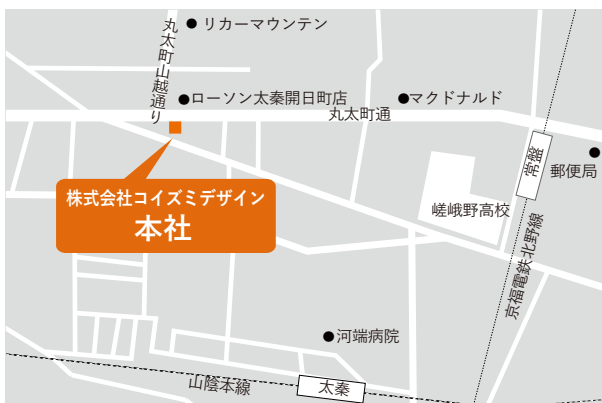 リカーマウンテン
丸太町山越通り
ローソン太秦開日町店
マクドナルド
丸太町通
常盤
郵便局
株式会社コイズミデザイン
本社
嵯峨野高校
京福電鉄北野線
河端病院
山陰本線
太秦